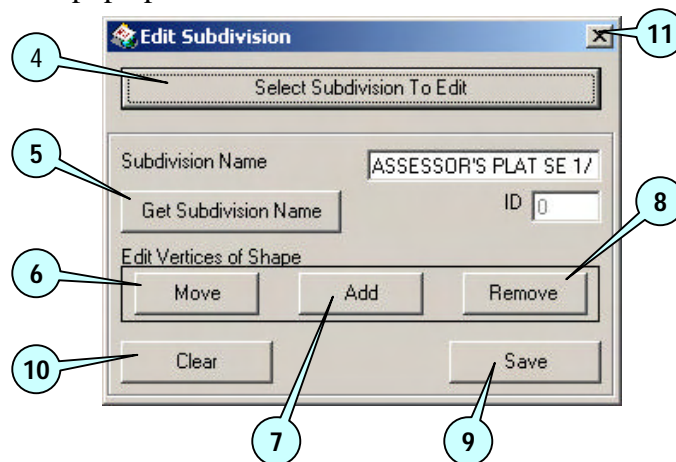 Edit Subdivision
11
4
Select Subdivision To Edit
5
Subdivision Name
ASSESSOR'S PLAT SE 1/
Get Subdivision Name
ID
0
8
Edit Vertices of Shape
6
Move
Add
Remove
10
Clear
Save
7
9